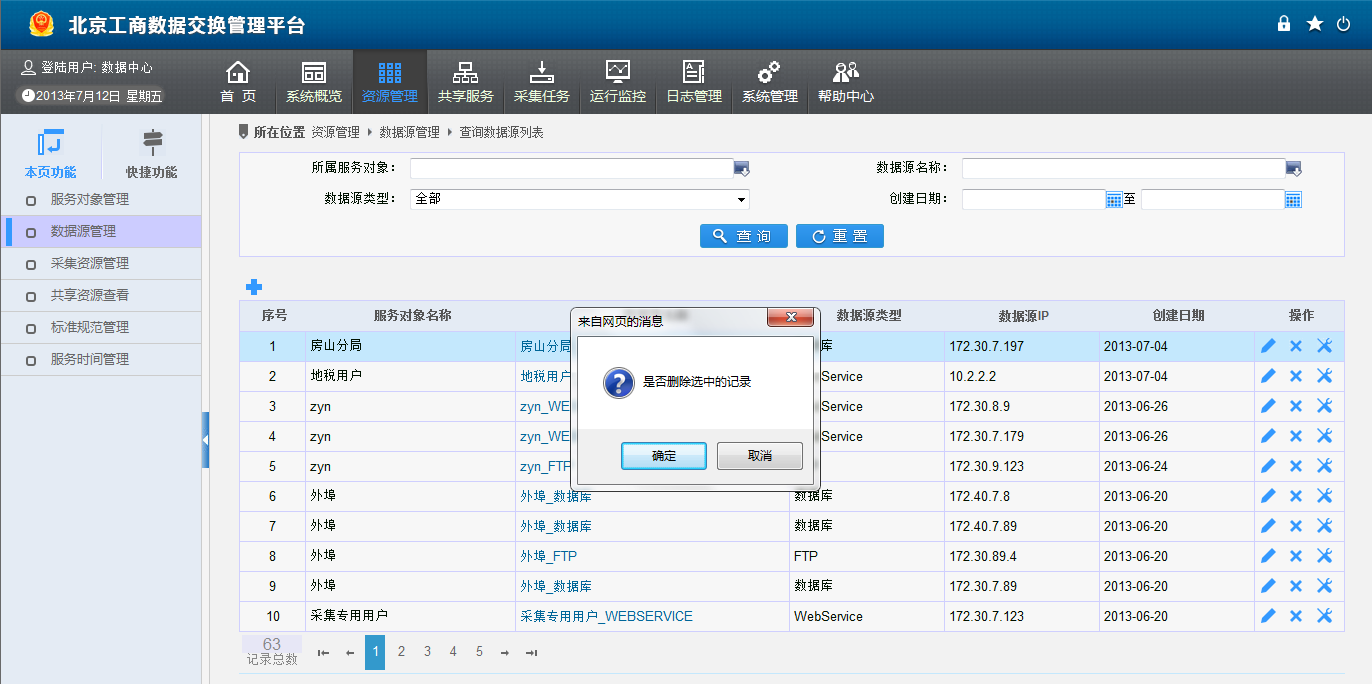 北京工商数据交换管理平台
登陆用户: 数据中心
2013年7月12日 星期五
首 页 系统概览 资源管理 共享服务 采集任务 运行监控 日志管理 系统管理 帮助中心
本页功能 快捷功能
服务对象管理
数据源管理
采集资源管理
共享资源查看
标准规范管理
服务时间管理
所在位置 资源管理 数据源管理 查询数据源列表
所属服务对象: 数据源名称:
数据源类型: 全部 创建日期: 至
查 询 重 置
序号 服务对象名称 数据源类型 数据源IP 创建日期 操作
1 房山分局 房山分局 库 172.30.7.197 2013-07-04
2 地税用户 地税用户 Service 10.2.2.2 2013-07-04
3 zyn zyn_WE Service 172.30.8.9 2013-06-26
4 zyn zyn_WE Service 172.30.7.179 2013-06-26
5 zyn zyn_FTP 172.30.9.123 2013-06-24
6 外埠 外埠_数据库 数据库 172.40.7.8 2013-06-20
7 外埠 外埠_数据库 数据库 172.40.7.89 2013-06-20
8 外埠 外埠_FTP FTP 172.30.89.4 2013-06-20
9 外埠 外埠_数据库 数据库 172.30.7.89 2013-06-20
10 采集专用用户 采集专用用户_WEBSERVICE WebService 172.30.7.123 2013-06-20
来自网页的消息
是否删除选中的记录
确定 取消
63
记录总数
1 2 3 4 5